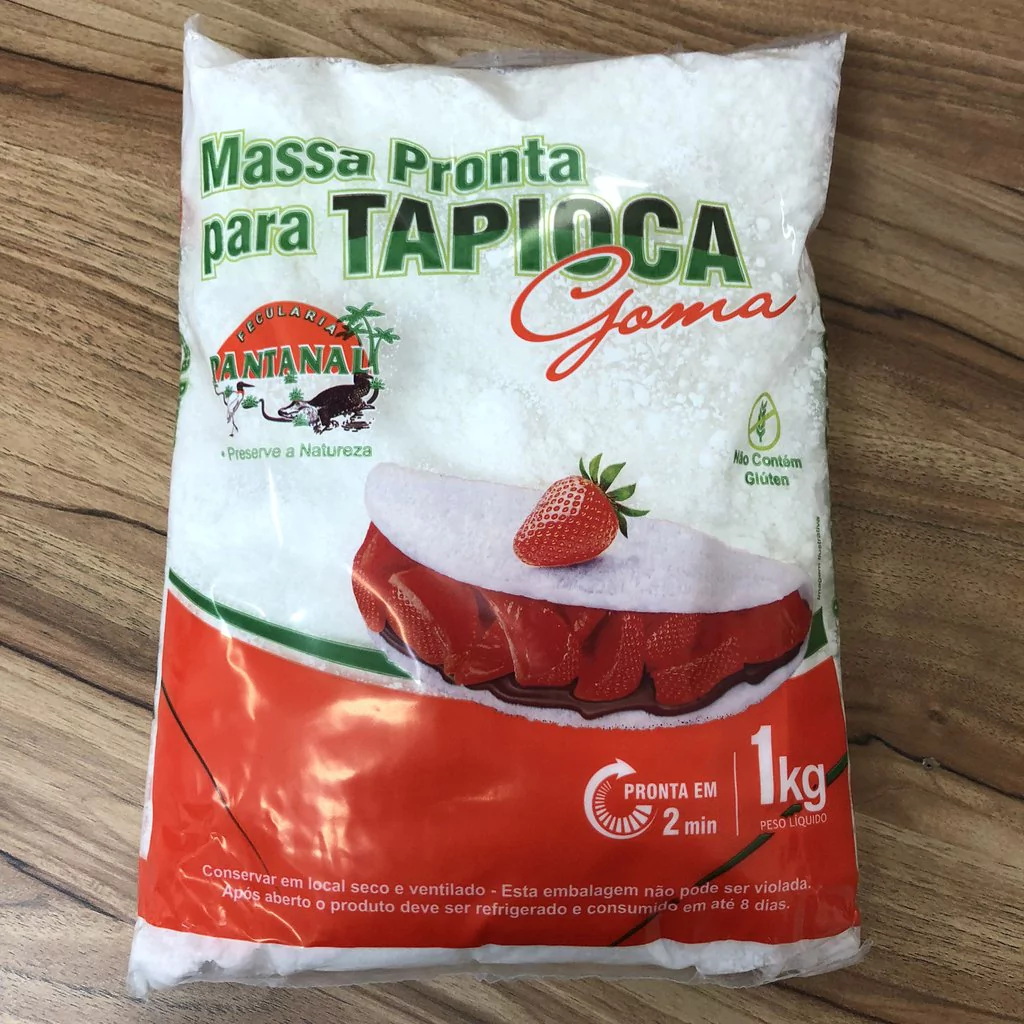 Massa Pronta
para TAPIOCA
Goma
FECULARIA
PANTANAL
• Preserve a Natureza
Não Contém
Glúten
Imagem Ilustrativa
PRONTA EM
2 min
1kg
PESO LÍQUIDO
Conservar em local seco e ventilado - Esta embalagem não pode ser violada.
Após aberto o produto deve ser refrigerado e consumido em até 8 dias.